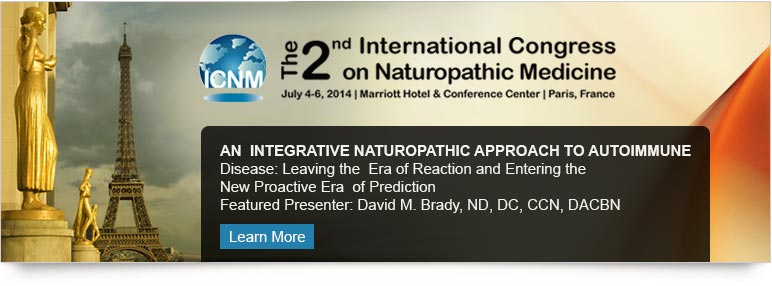 ICNM
The 2nd International Congress
on Naturopathic Medicine
July 4-6, 2014 | Marriott Hotel & Conference Center | Paris, France
AN INTEGRATIVE NATUROPATHIC APPROACH TO AUTOIMMUNE
Disease: Leaving the Era of Reaction and Entering the
New Proactive Era of Prediction
Featured Presenter: David M. Brady, ND, DC, CCN, DACBN
Learn More